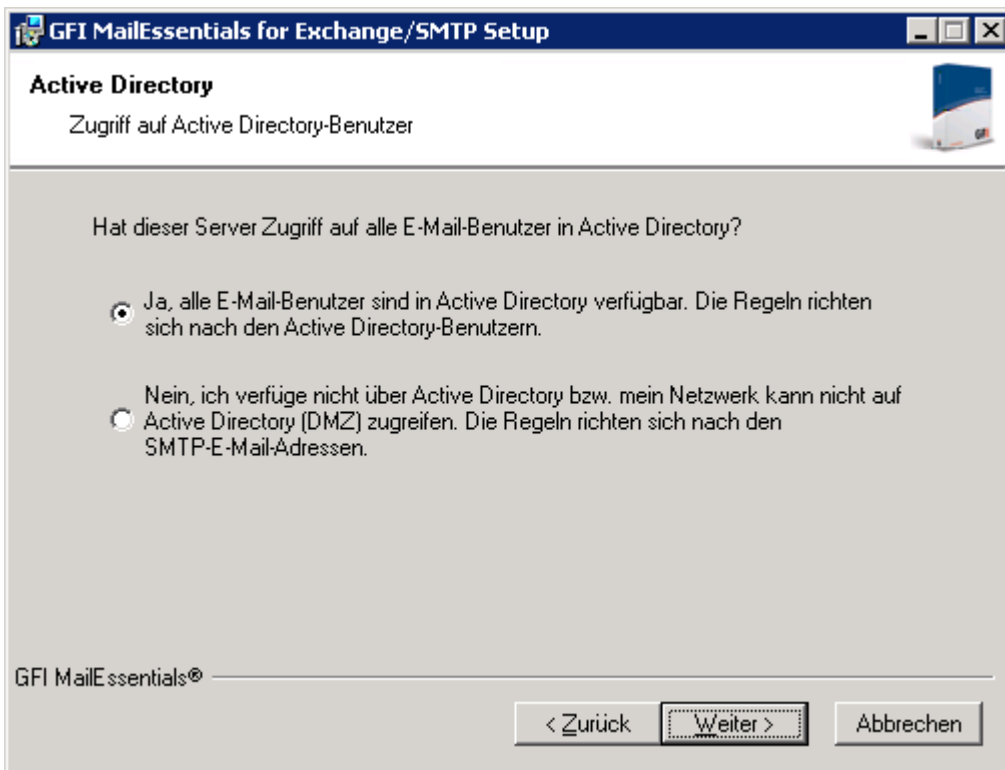 GFI MailEssentials for Exchange/SMTP Setup
Active Directory
Zugriff auf Active Directory-Benutzer
GFI
Hat dieser Server Zugriff auf alle E-Mail-Benutzer in Active Directory?
Ja, alle E-Mail-Benutzer sind in Active Directory verfügbar. Die Regeln richten
sich nach den Active Directory-Benutzern.
Nein, ich verfüge nicht über Active Directory bzw. mein Netzwerk kann nicht auf
Active Directory (DMZ) zugreifen. Die Regeln richten sich nach den
SMTP-E-Mail-Adressen.
GFI MailEssentials®
< Zurück
Weiter >
Abbrechen